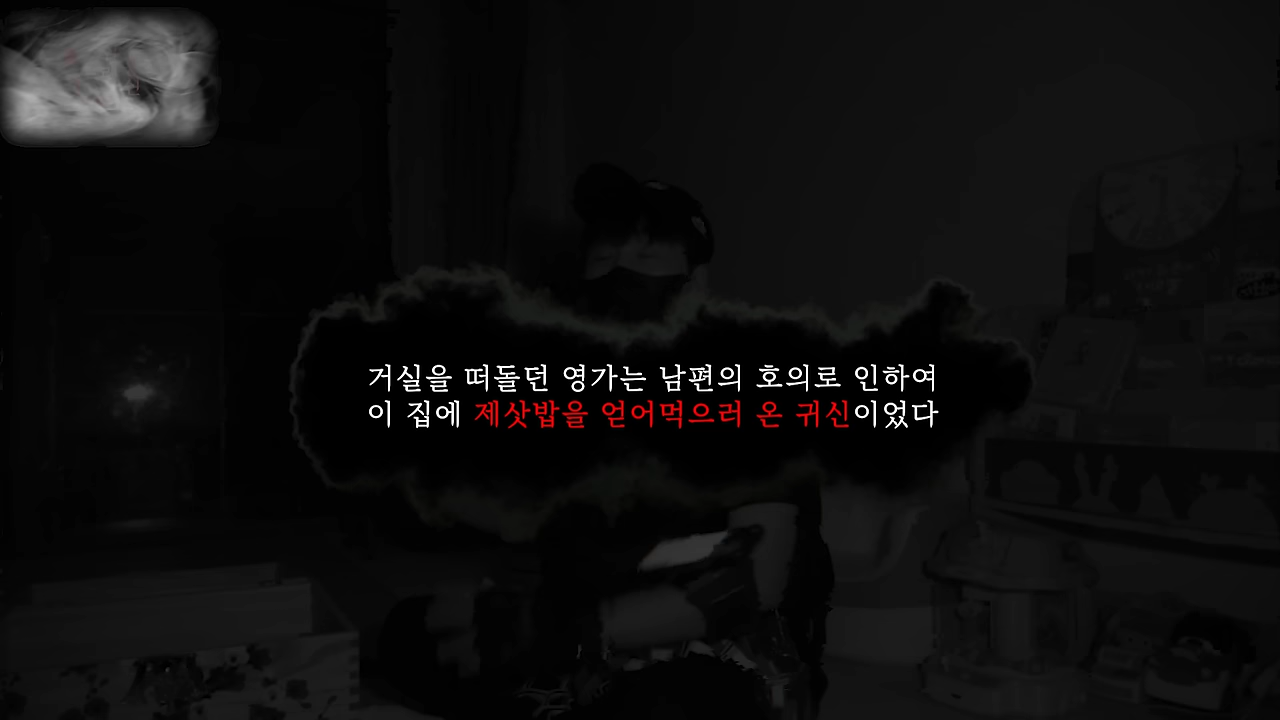 거실을 떠돌던 영가는 남편의 호의로 인하여
이 집에 제삿밥을 얻어먹으러 온 귀신이었다